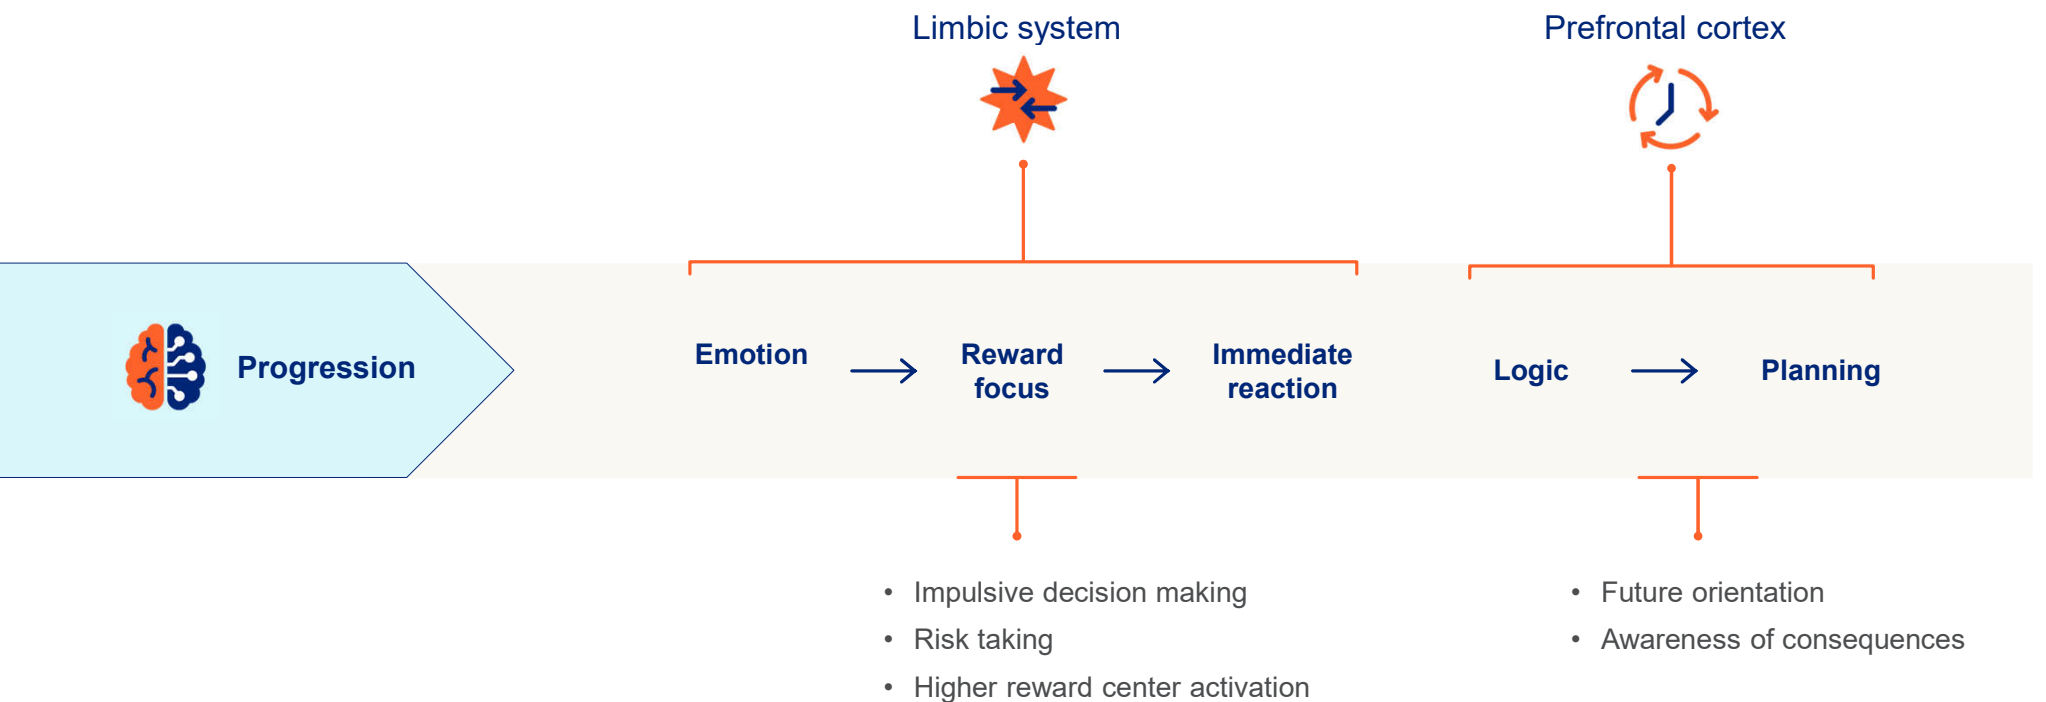 Limbic system
Prefrontal cortex
Progression
Emotion
Reward
focus
Immediate
reaction
Logic
Planning
• Impulsive decision making
• Risk taking
• Higher reward center activation
• Future orientation
• Awareness of consequences